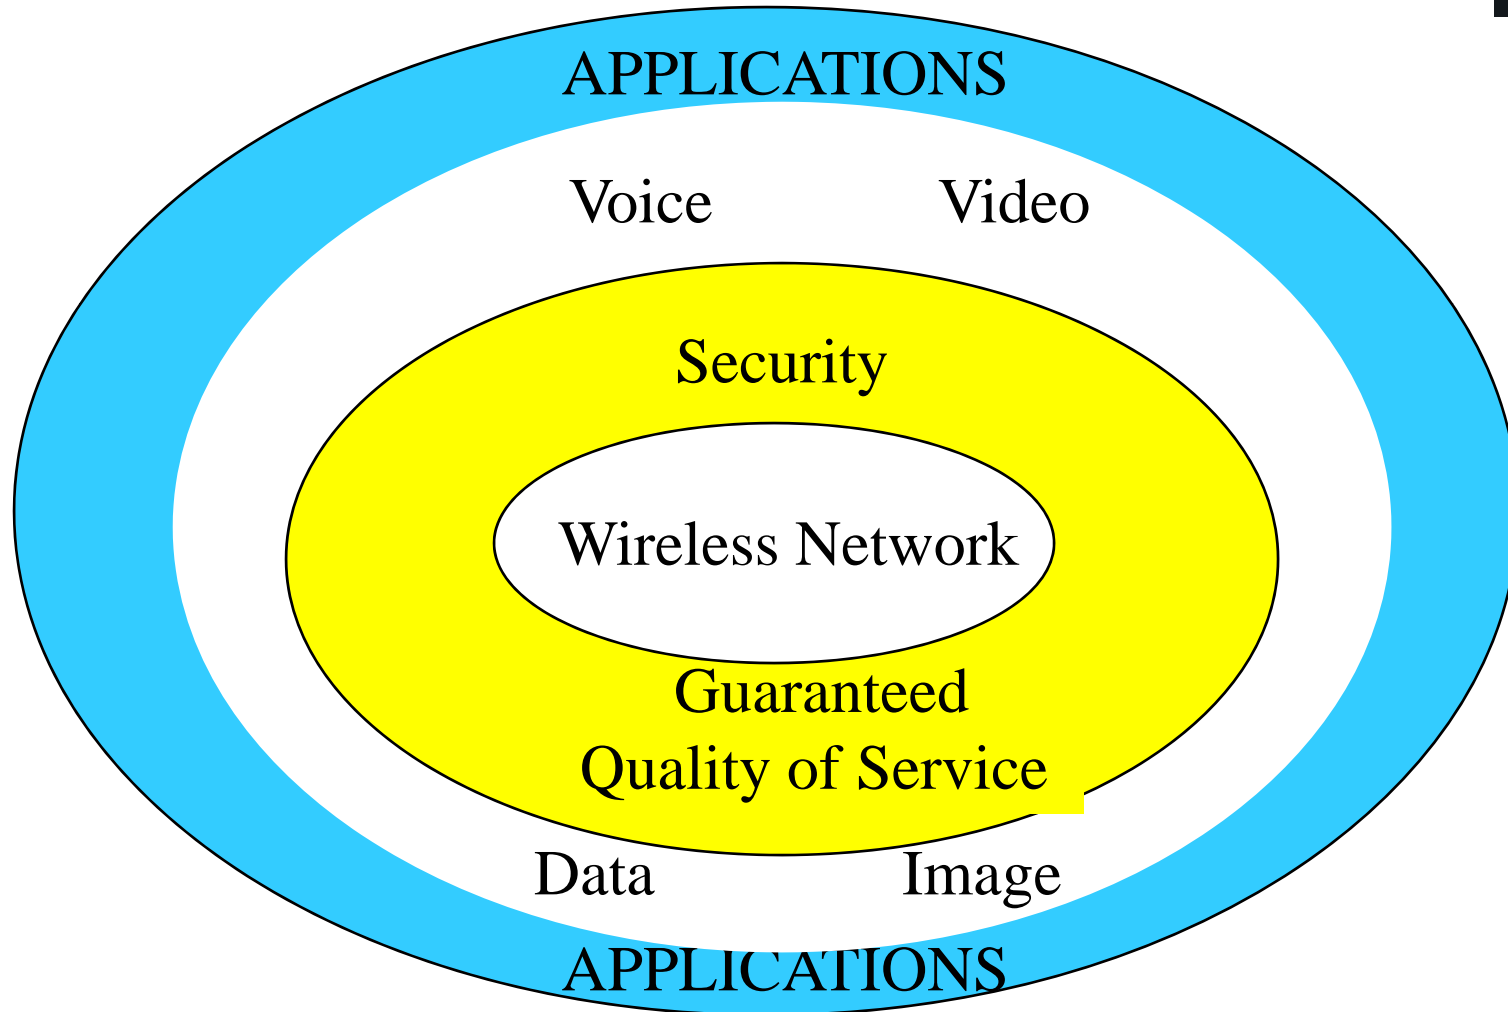 APPLICATIONS
Voice Video
Security
Wireless Network
Guaranteed
Quality of Service
Data Image
APPLICATIONS